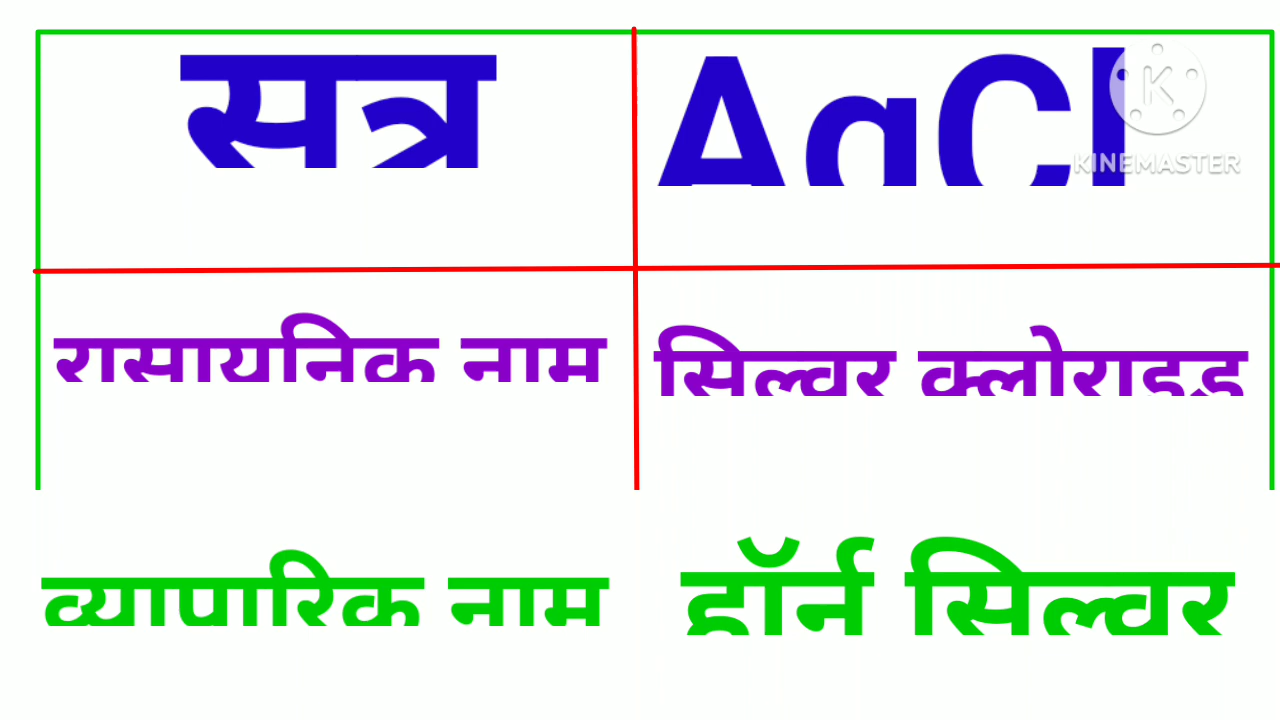 सूत्र AgCl
KINEMASTER
रासायनिक नाम सिल्वर क्लोराइड
व्यापारिक नाम हॉर्न सिल्वर